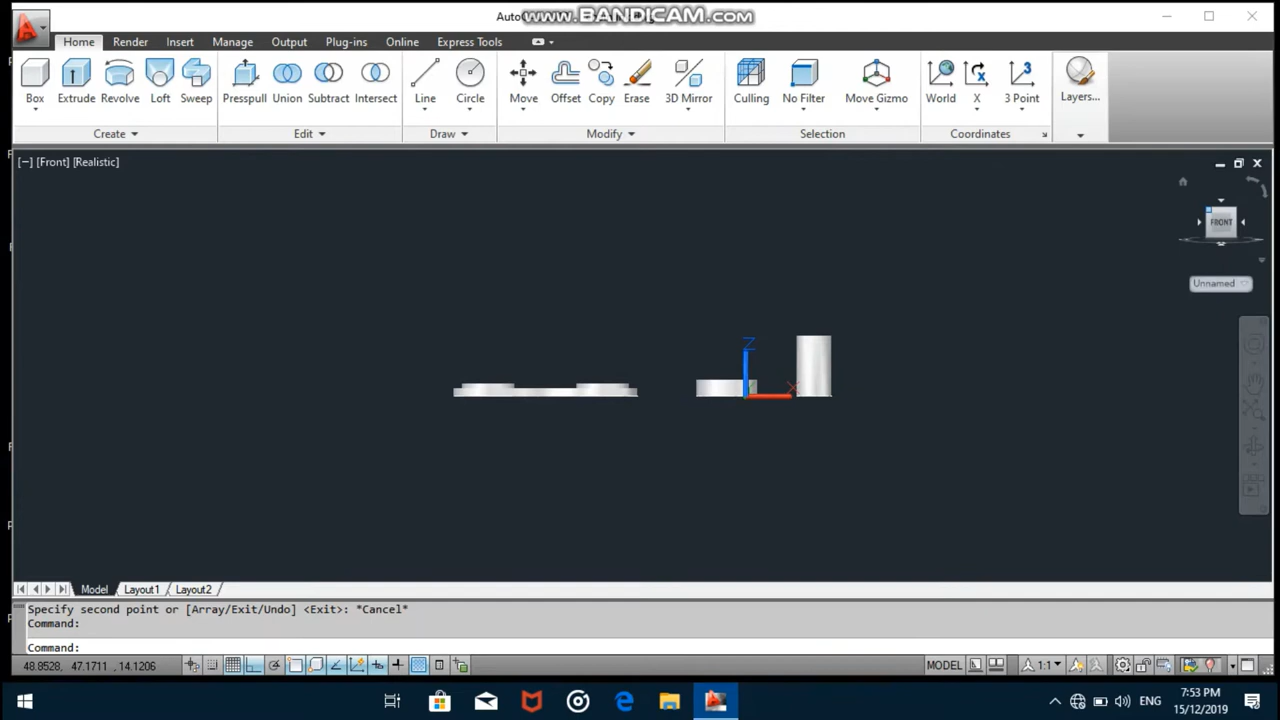 Auto
WWW.BANDICAM.COM
Home Render Insert Manage Output Plug-ins Online Express Tools
Box Extrude Revolve Loft Sweep Presspull Union Subtract Intersect Line Circle Move Offset Copy Erase 3D Mirror Culling No Filter Move Gizmo World X 3 Point Layers...
Create Edit Draw Modify Selection Coordinates
[−] [Front] [Realistic]
FRONT
Unnamed
Z
X
Model Layout1 Layout2
Specify second point or [Array/Exit/Undo] <Exit>: *Cancel*
Command:
Command:
48.8528, 47.1711, 14.1206 MODEL 1:1
7:53 PM
ENG
15/12/2019